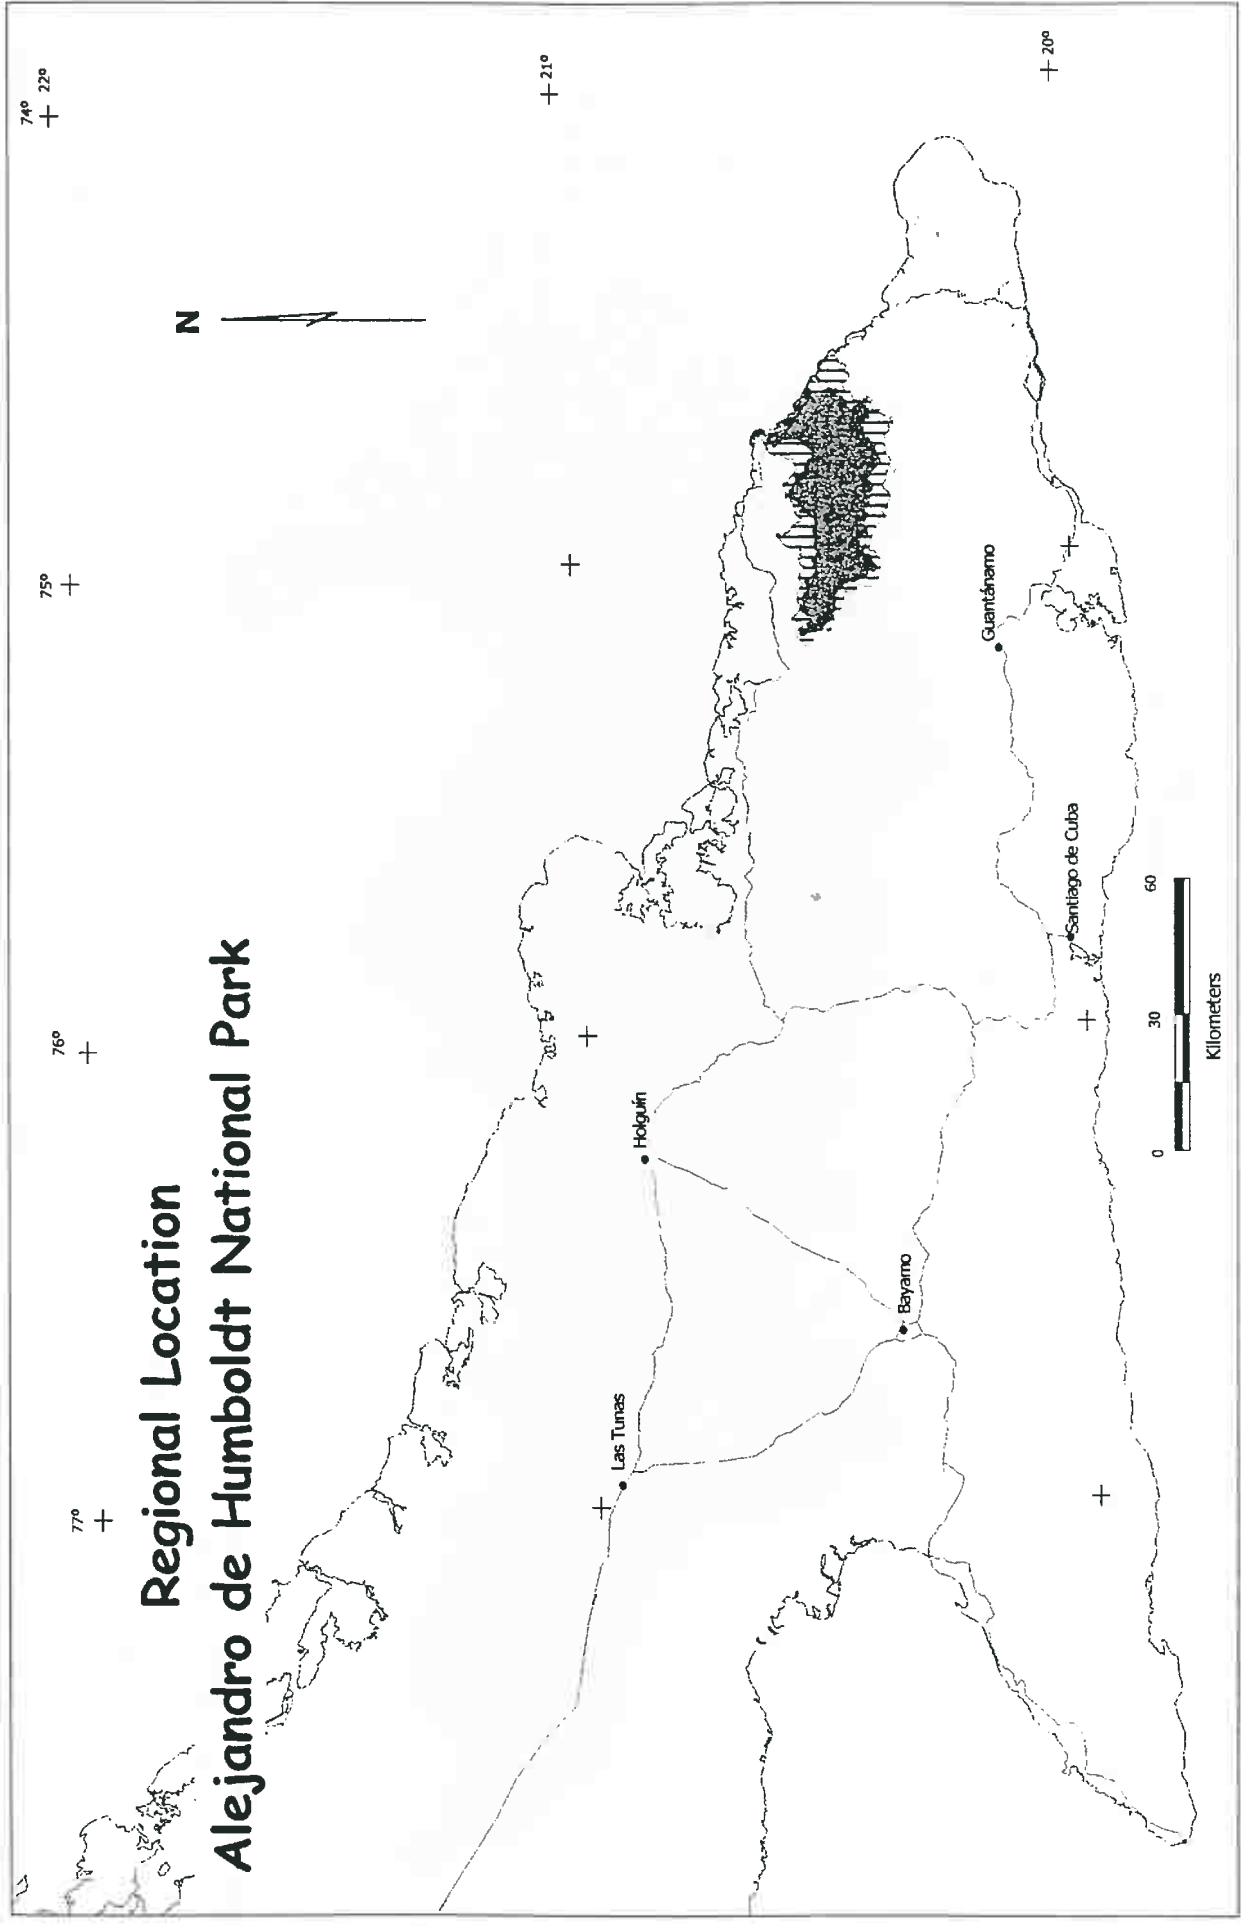 Regional Location
Alejandro de Humboldt National Park
77º
76º
75º
74º
22º
N
21º
20º
Las Tunas
Holguín
Bayamo
Guantánamo
Santiago de Cuba
0
30
60
Kilometers